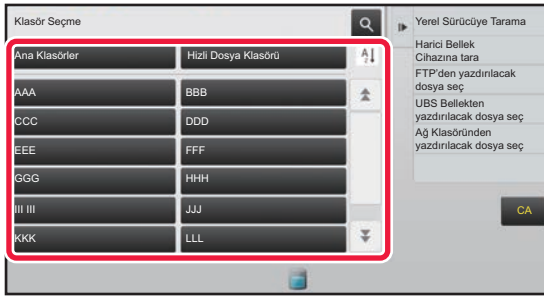 Klasör Seçme
Ana Klasörler
Hizli Dosya Klasörü
AAA
BBB
CCC
DDD
EEE
FFF
GGG
HHH
III III
JJJ
KKK
LLL
Yerel Sürücüye Tarama
Harici Bellek
Cihazına tara
FTP'den yazdırılacak
dosya seç
UBS Bellekten
yazdırılacak dosya seç
Ağ Klasöründen
yazdırılacak dosya seç
CA